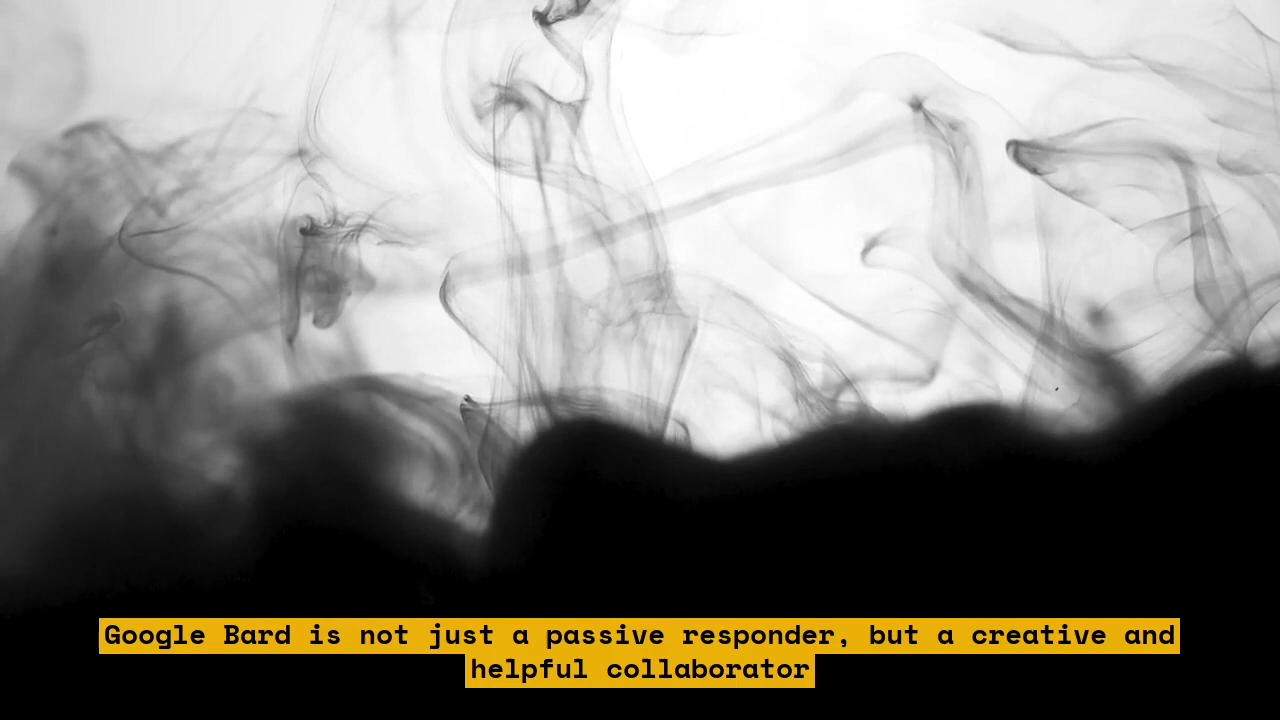 Google Bard is not just a passive responder, but a creative and
helpful collaborator